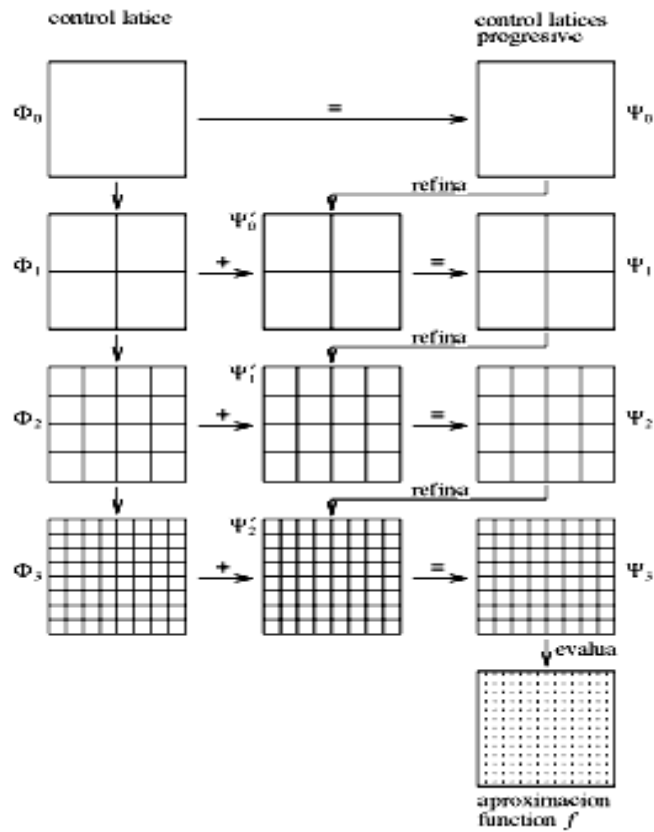 control latice
control latices
progresiv-c
Φ₀
=
Ψ₀
refina
Φ₁
+
Ψ′₀
=
Ψ₁
refina
Φ₂
+
Ψ′₁
=
Ψ₂
refina
Φ₃
+
Ψ′₂
=
Ψ₃
evalua
aproximacion
function f